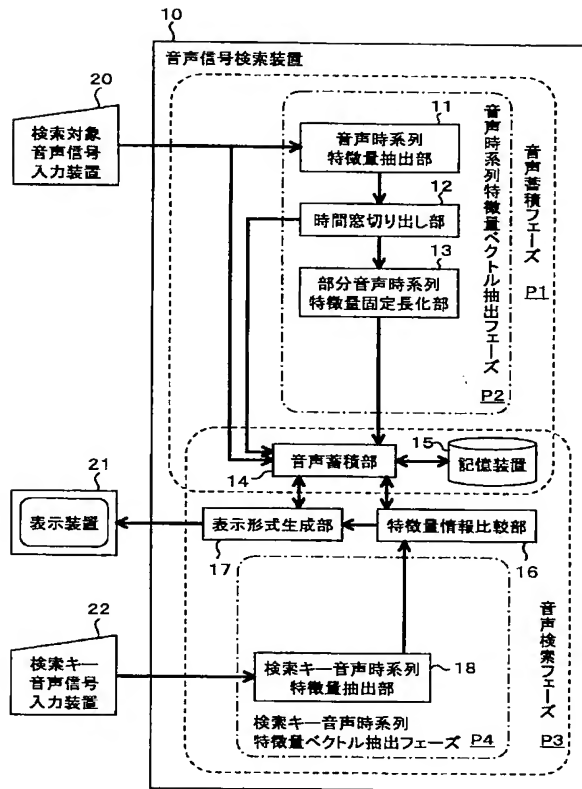 10
音声信号検索装置
20
検索対象
音声信号
入力装置
11
音声時系列
特徴量抽出部
12
時間窓切り出し部
13
部分音声時系列
特徴量固定長化部
音声時系列特徴量ベクトル抽出フェーズ
P2
音声蓄積フェーズ
P1
音声蓄積部
14
15
記憶装置
21
表示装置
表示形式生成部
17
特徴量情報比較部
16
22
検索キー
音声信号
入力装置
検索キー音声時系列
特徴量抽出部
18
検索キー音声時系列
特徴量ベクトル抽出フェーズ P4
音声検索フェーズ
P3